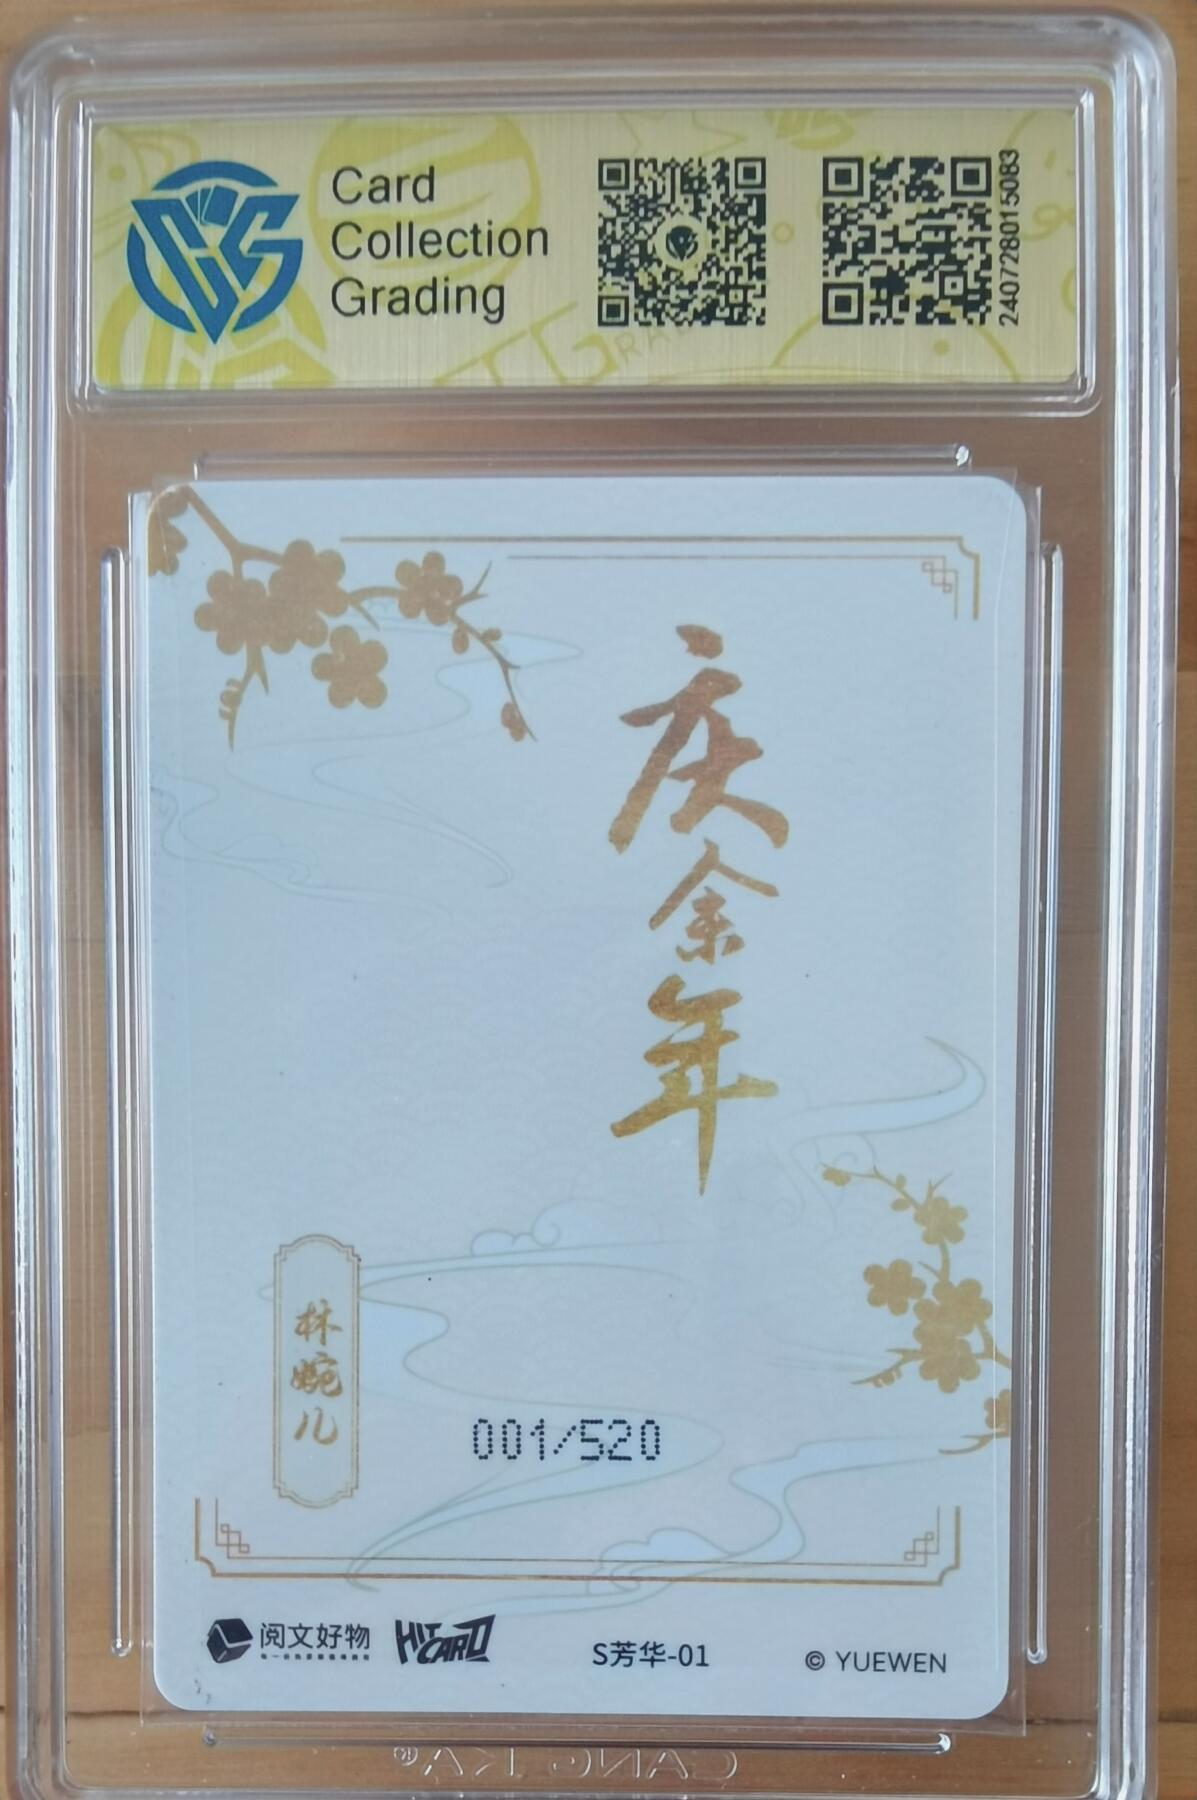 Card
Collection
Grading
240728015083
庆余年
林婉儿
001/520
阅文好物
HIT CARD
S芳华-01
© YUEWEN